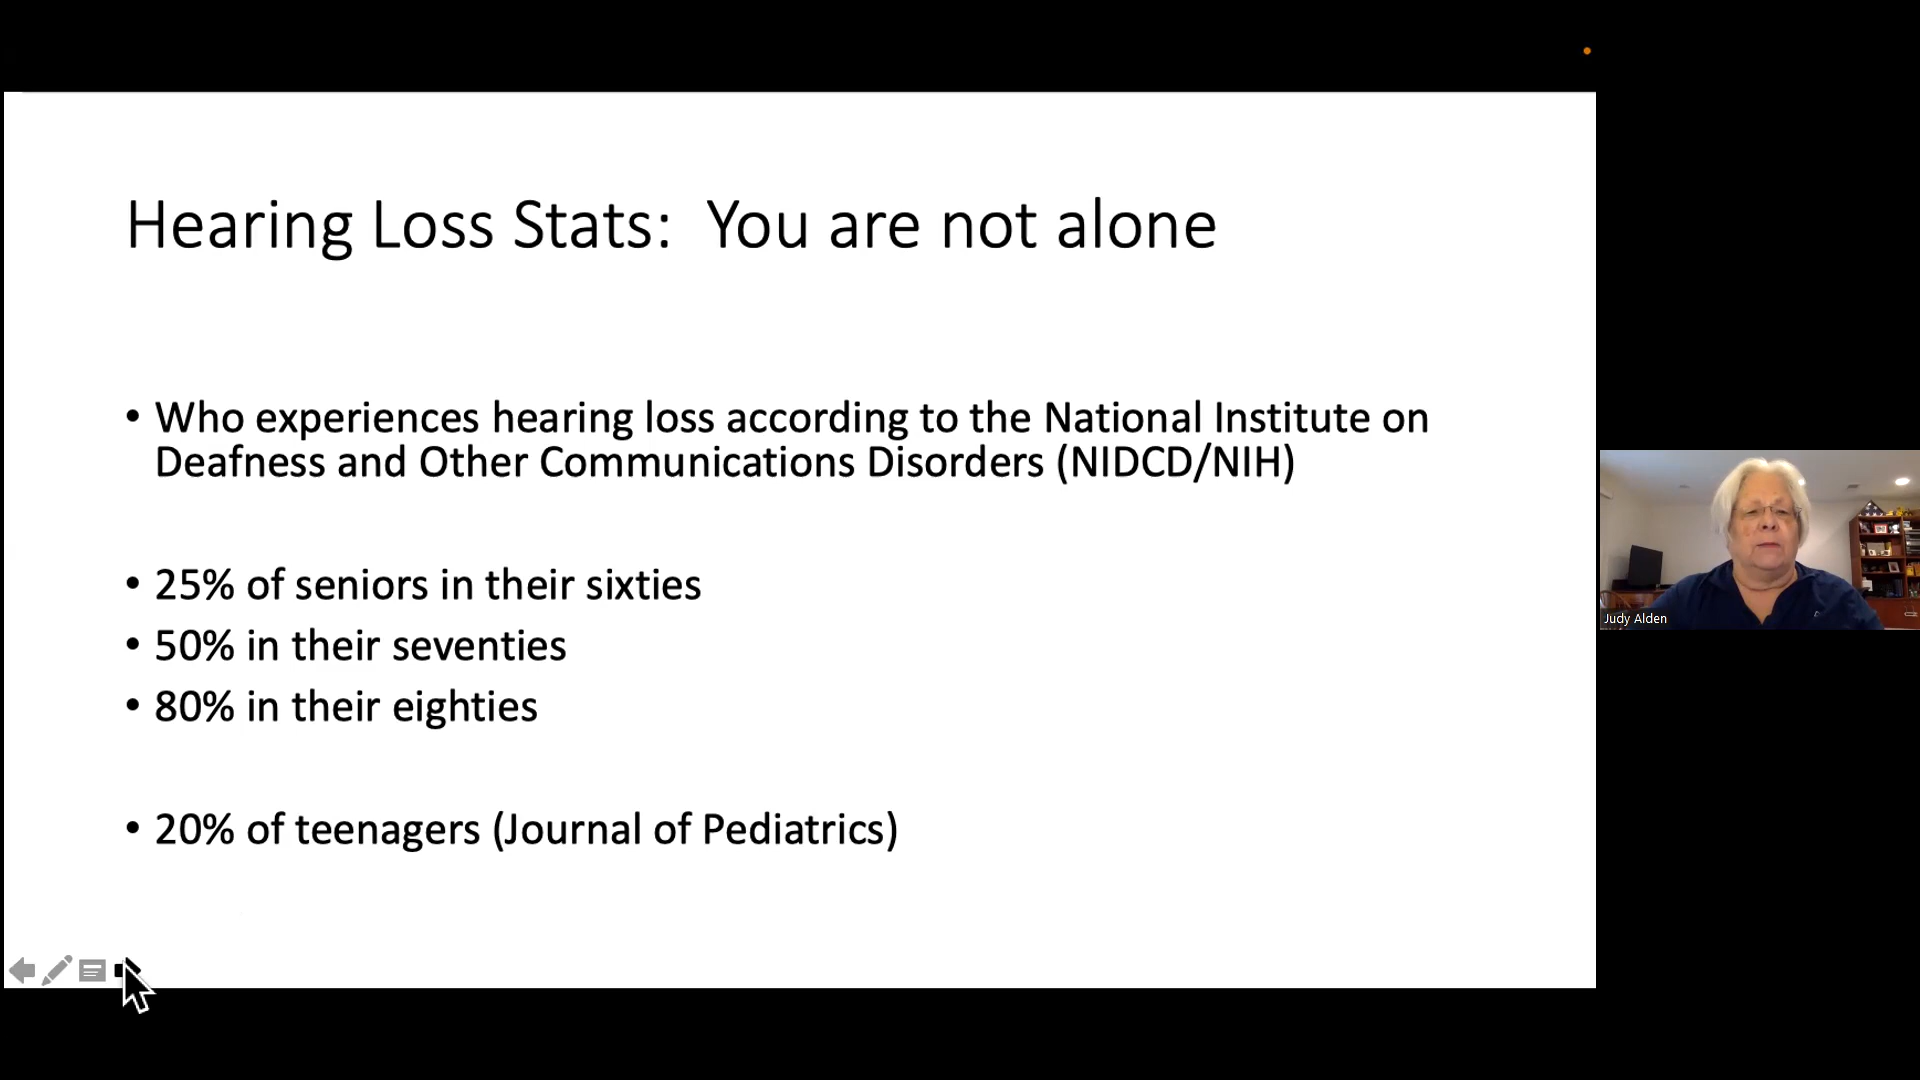 Hearing Loss Stats:  You are not alone
• Who experiences hearing loss according to the National Institute on
Deafness and Other Communications Disorders (NIDCD/NIH)
• 25% of seniors in their sixties
• 50% in their seventies
• 80% in their eighties
• 20% of teenagers (Journal of Pediatrics)
Judy Alden